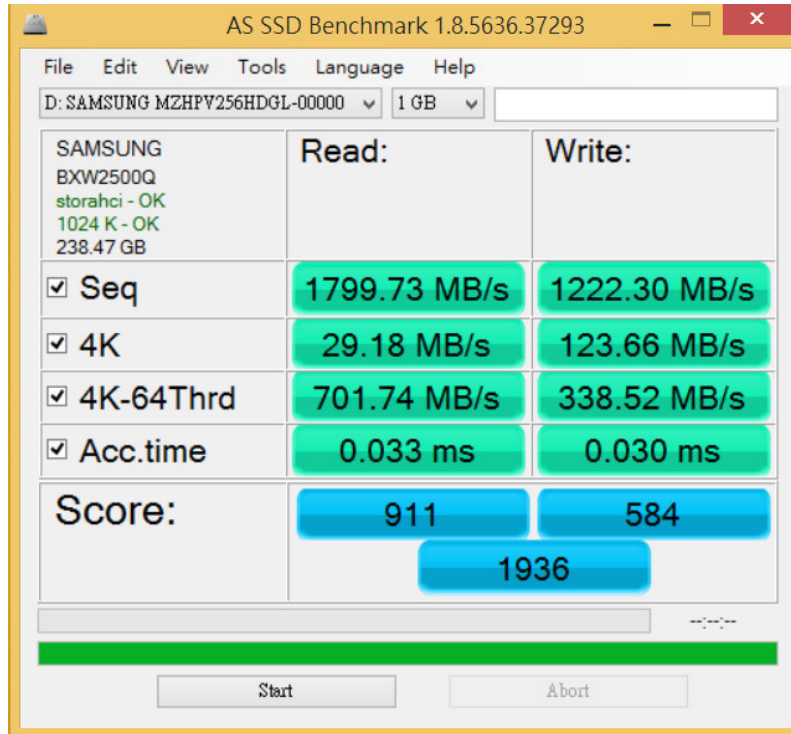 AS SSD Benchmark 1.8.5636.37293
File Edit View Tools Language Help
D: SAMSUNG MZHPV256HDGL-00000 1 GB
SAMSUNG
BXW2500Q
storahci - OK
1024 K - OK
238.47 GB
Read: Write:
Seq 1799.73 MB/s 1222.30 MB/s
4K 29.18 MB/s 123.66 MB/s
4K-64Thrd 701.74 MB/s 338.52 MB/s
Acc.time 0.033 ms 0.030 ms
Score: 911 584
1936
--:--:--
Start Abort